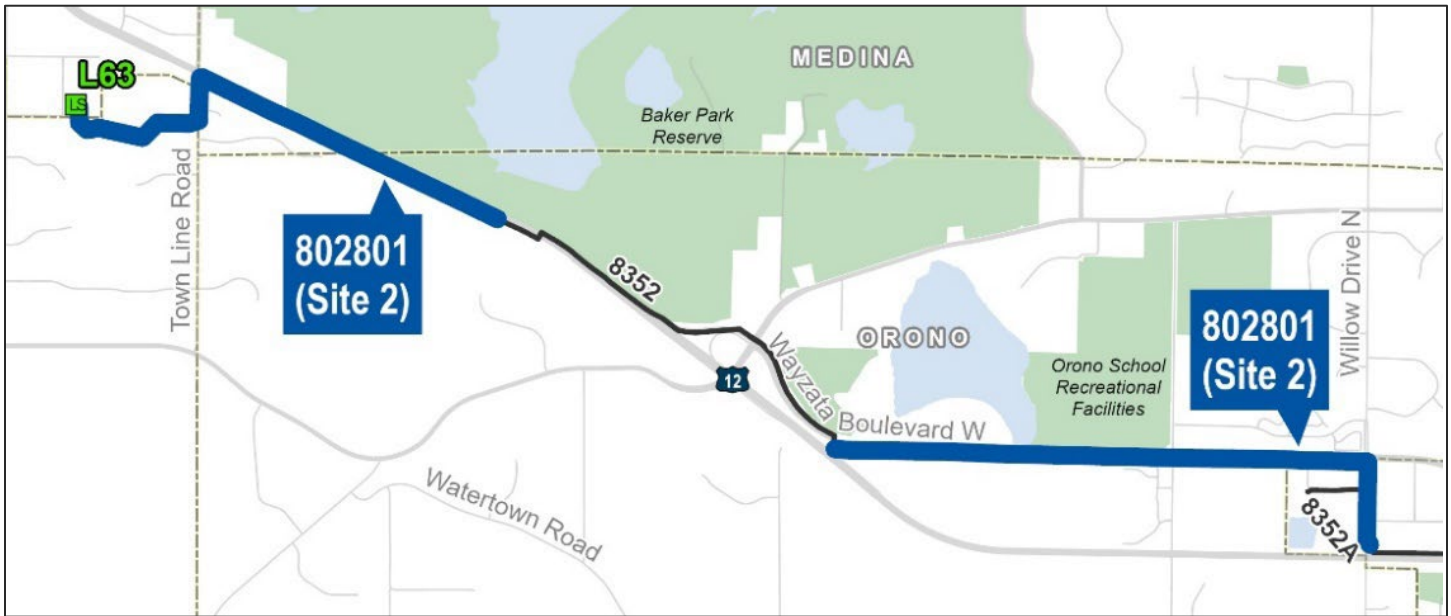 MEDINA
L63
LS
Baker Park
Reserve
Town Line Road
802801
(Site 2)
8352
Willow Drive N
802801
(Site 2)
ORONO
Orono School
Recreational
Facilities
12
Wayzata Boulevard W
Watertown Road
8352A